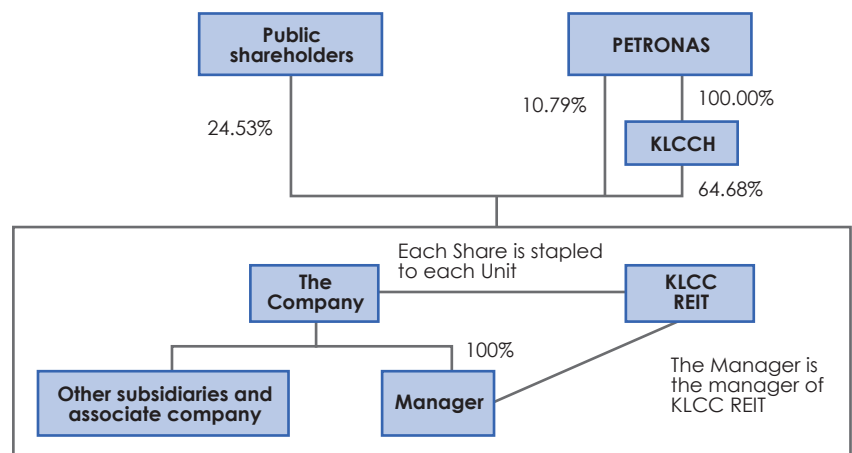 Public
shareholders
PETRONAS
24.53%
10.79%
100.00%
KLCCH
64.68%
Each Share is stapled
to each Unit
The
Company
KLCC
REIT
100%
Other subsidiaries and
associate company
Manager
The Manager is
the manager of
KLCC REIT